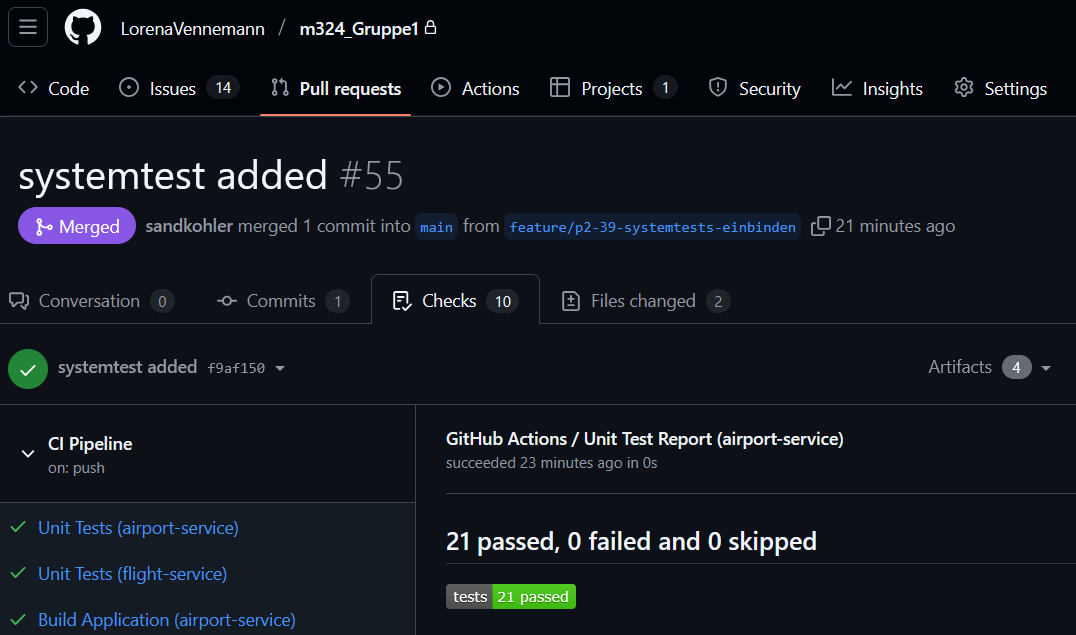 LorenaVennemann / m324_Gruppe1
Code Issues 14 Pull requests Actions Projects 1 Security Insights Settings
systemtest added #55
Merged sandkohler merged 1 commit into main from feature/p2-39-systemtests-einbinden 21 minutes ago
Conversation 0 Commits 1 Checks 10 Files changed 2
systemtest added f9af150 Artifacts 4
CI Pipeline
on: push
Unit Tests (airport-service)
Unit Tests (flight-service)
Build Application (airport-service)
GitHub Actions / Unit Test Report (airport-service)
succeeded 23 minutes ago in 0s
21 passed, 0 failed and 0 skipped
tests 21 passed